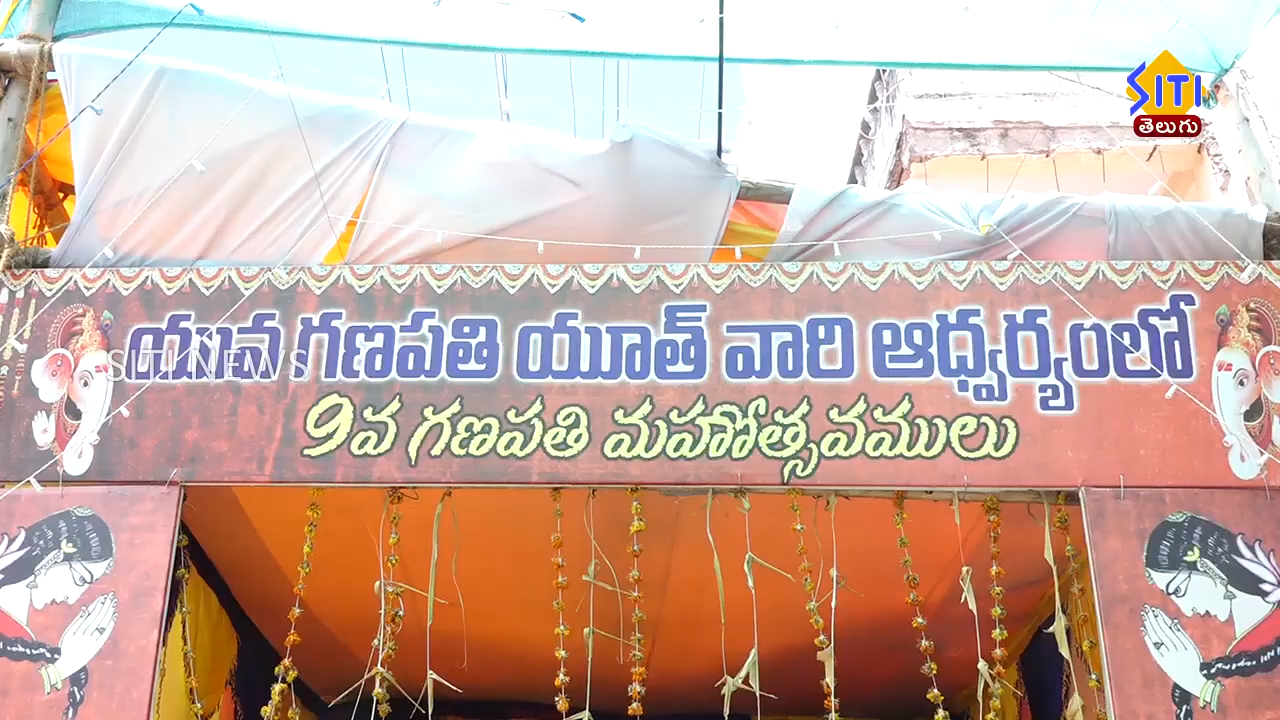 SITI
తెలుగు
యువ గణపతి యూత్ వారి ఆధ్వర్యంలో
SITI NEWS
9వ గణపతి మహోత్సవములు